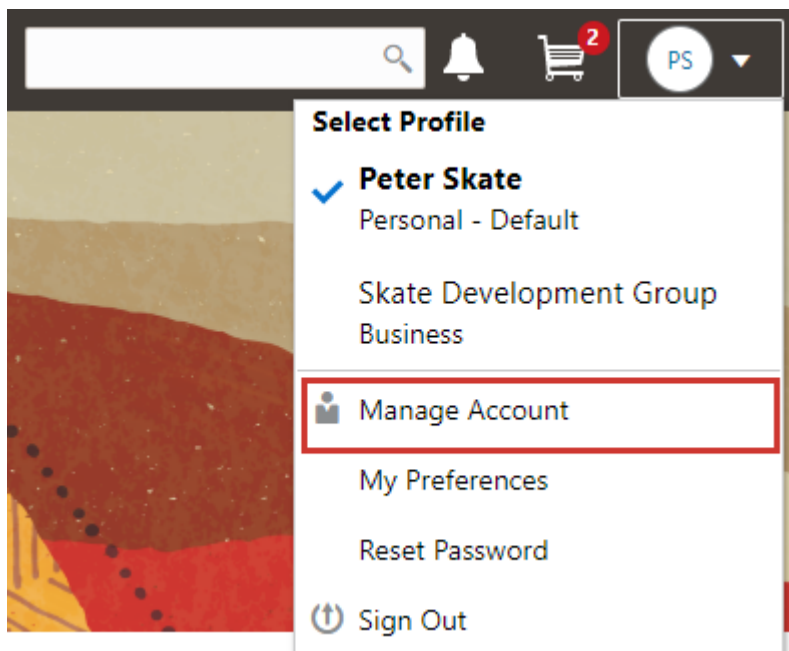 2
PS
Select Profile
Peter Skate
Personal - Default
Skate Development Group
Business
Manage Account
My Preferences
Reset Password
Sign Out